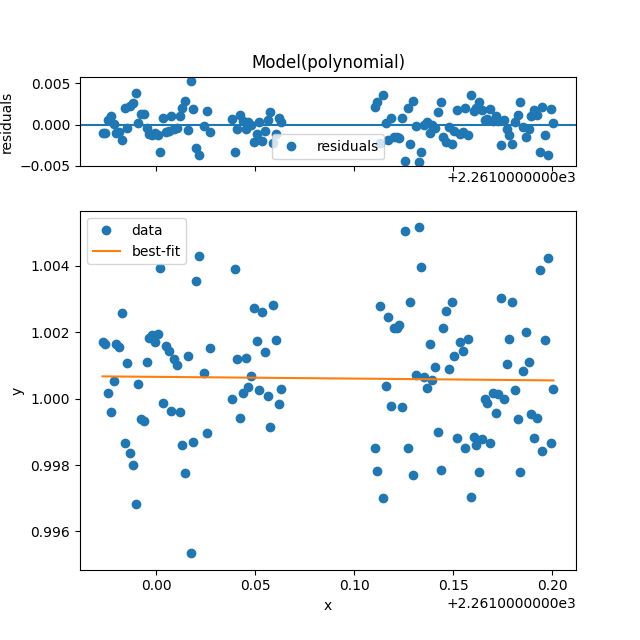 Model(polynomial)
0.005
0.000
−0.005
residuals
residuals
+2.2610000000e3
data
best-fit
1.004
1.002
1.000
0.998
0.996
y
0.00 0.05 0.10 0.15 0.20
x
+2.2610000000e3